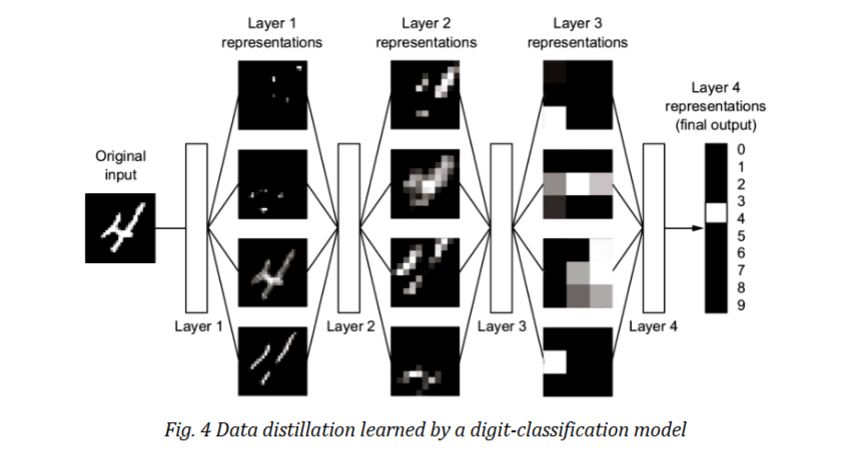 Layer 1
representations
Layer 2
representations
Layer 3
representations
Layer 4
representations
(final output)
Original
input
0
1
2
3
4
5
6
7
8
9
Layer 1
Layer 2
Layer 3
Layer 4
Fig. 4 Data distillation learned by a digit-classification model